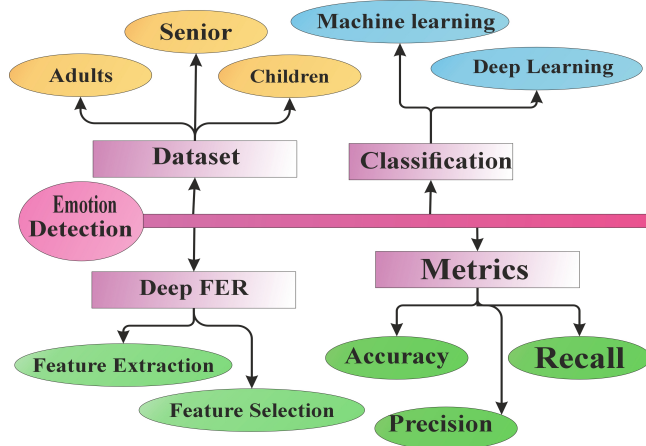 Senior
Adults
Children
Dataset
Machine learning
Deep Learning
Classification
Emotion
Detection
Deep FER
Feature Extraction
Feature Selection
Metrics
Accuracy
Recall
Precision